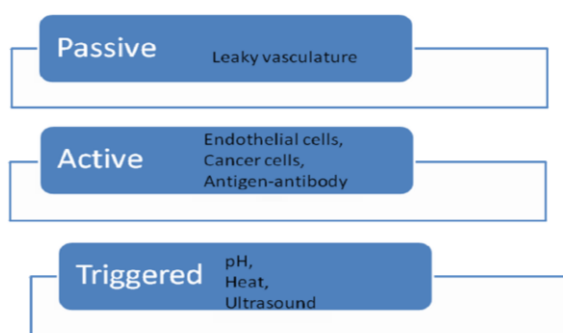 Passive
Leaky vasculature
Active
Endothelial cells,
Cancer cells,
Antigen-antibody
Triggered
pH,
Heat,
Ultrasound